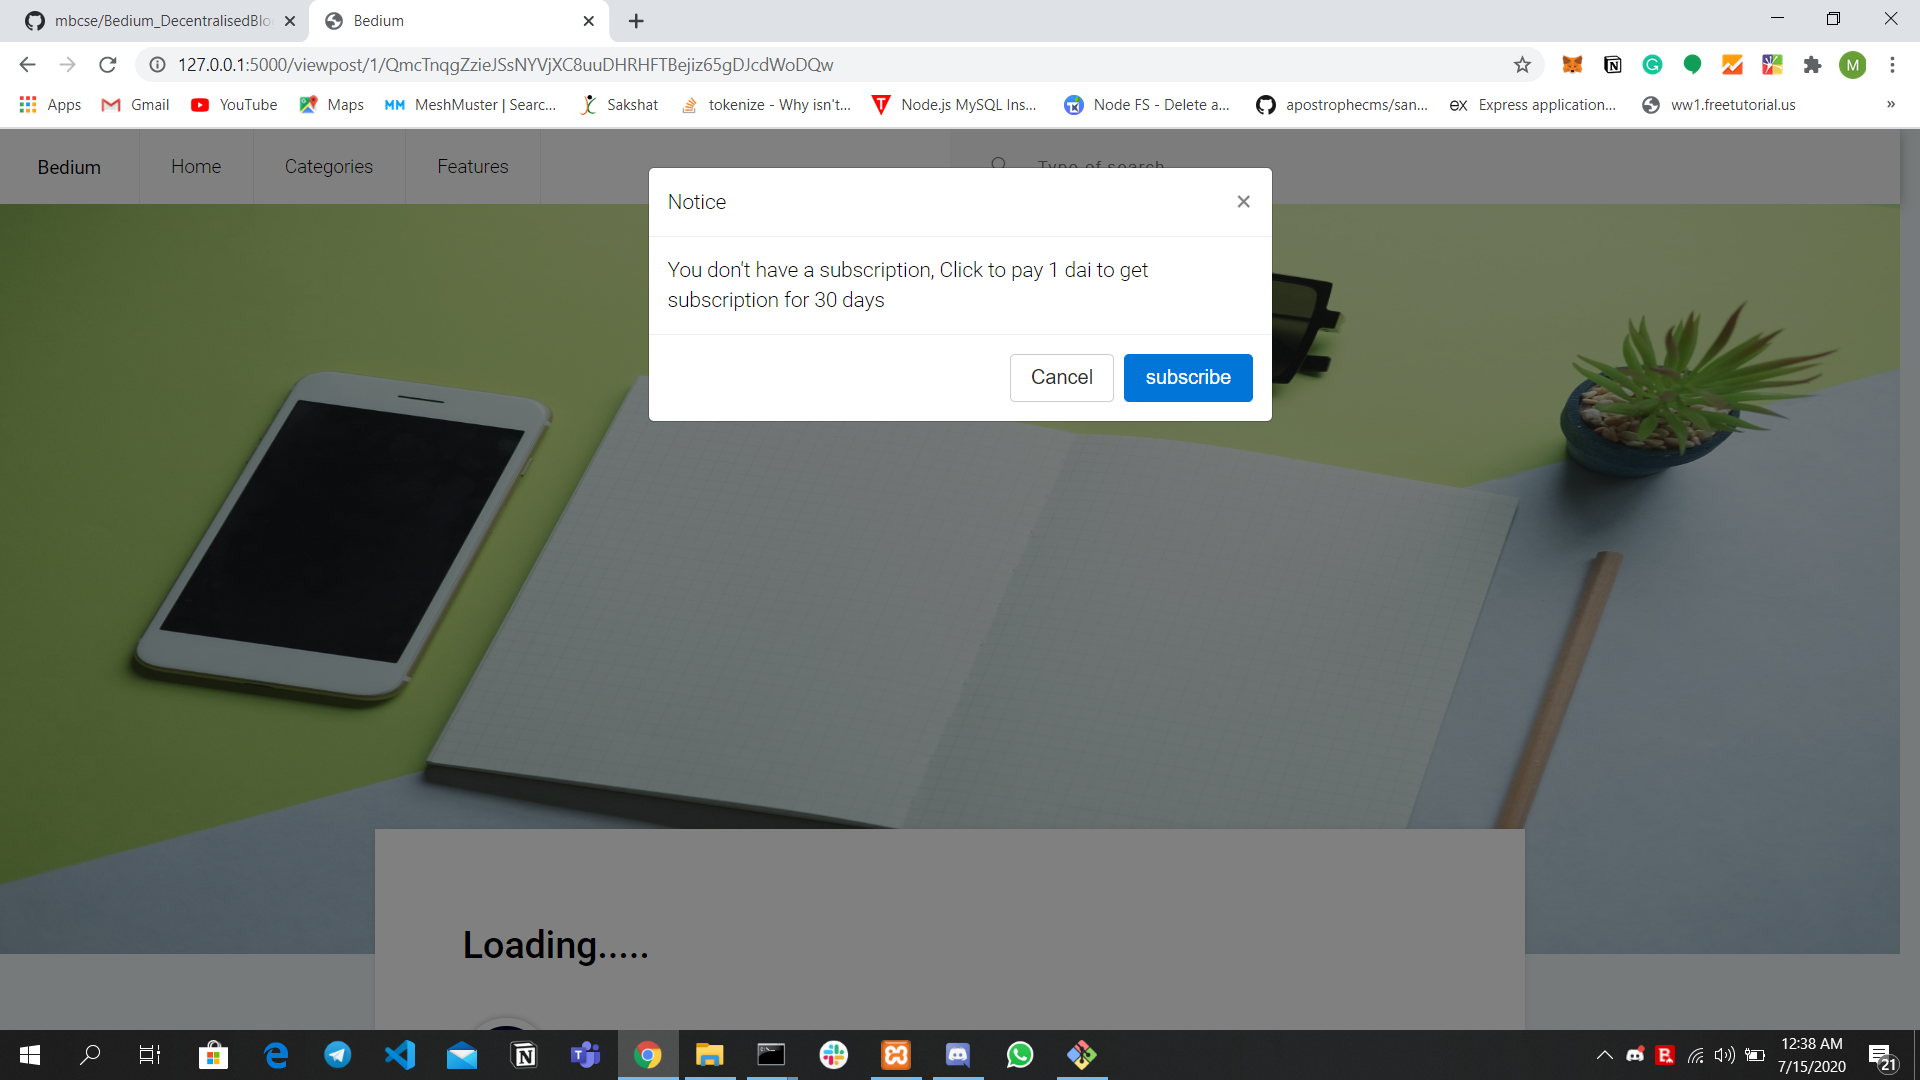 mbcse/Bedium_DecentralisedBlo
Bedium
127.0.0.1:5000/viewpost/1/QmcTnqgZzieJSsNYVjXC8uuDHRHFTBejiz65gDJcdWoDQw
M
Apps
Gmail
YouTube
Maps
MM MeshMuster | Searc...
Sakshat
tokenize - Why isn't...
Node.js MySQL Ins...
Node FS - Delete a...
apostrophecms/san...
ex Express application...
ww1.freetutorial.us
»
Bedium
Home
Categories
Features
Type of search
Notice
×
You don't have a subscription, Click to pay 1 dai to get
subscription for 30 days
Cancel
subscribe
Loading.....
12:38 AM
7/15/2020
21